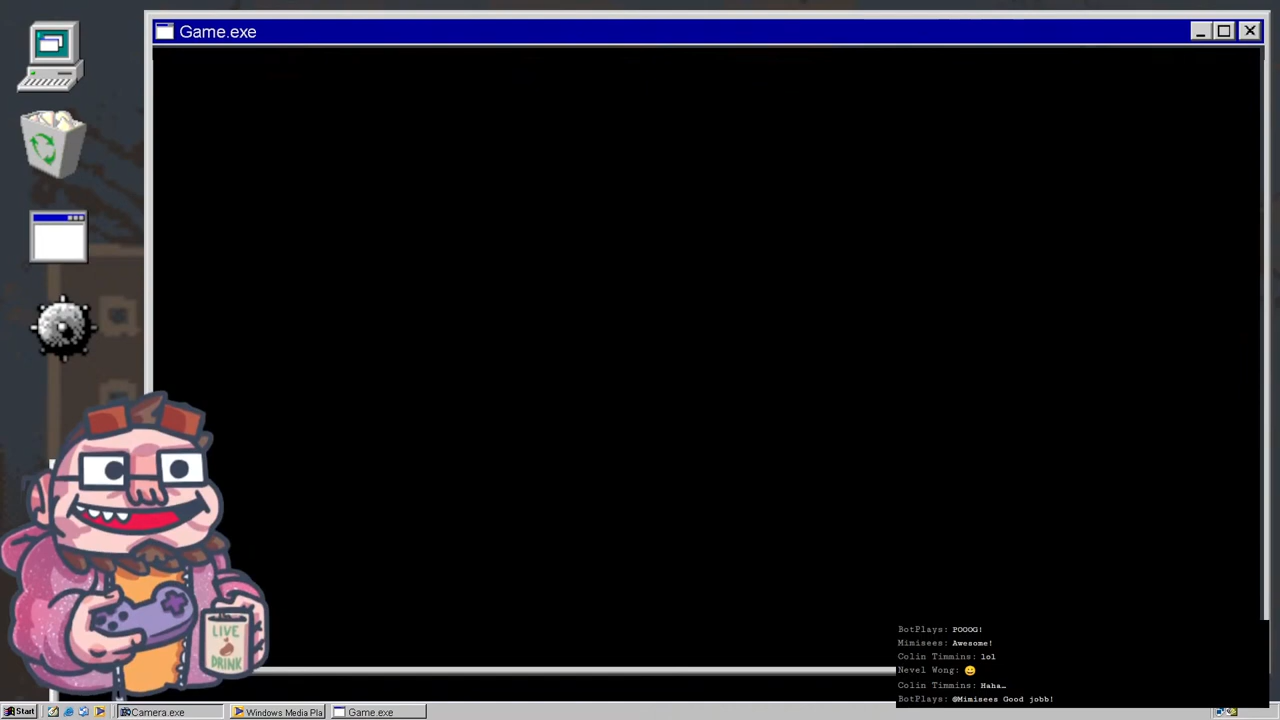 Game.exe
LIVE
DRINK
BotPlays: POOOG!
Mimisees: Awesome!
Colin Timmins: lol
Nevel Wong: 😀
Colin Timmins: Haha…
BotPlays: @Mimisees Good jobb!
Start
Camera.exe
Windows Media Pla
Game.exe